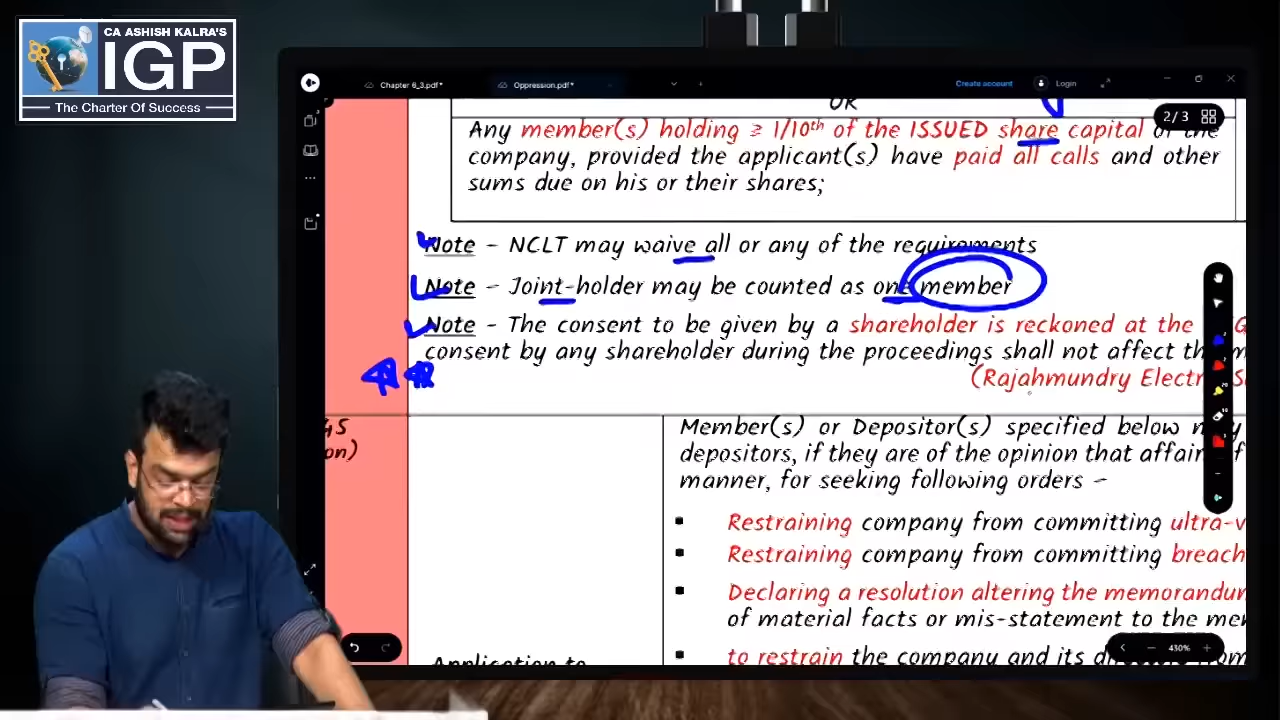 CA ASHISH KALRA'S
IGP
The Charter Of Success
Chapter 6_3.pdf*
Oppression.pdf*
Create account
Login
2/3
OR
Any member(s) holding ≥ 1/10th of the ISSUED share capital of the
company, provided the applicant(s) have paid all calls and other
sums due on his or their shares;
Note - NCLT may waive all or any of the requirements
Note - Joint-holder may be counted as one member
Note - The consent to be given by a shareholder is reckoned at the
consent by any shareholder during the proceedings shall not affect
(Rajahmundry
45
on)
Member(s) or Depositor(s) specified below
depositors, if they are of the opinion that
manner, for seeking following orders -
▪ Restraining company from committing
▪ Restraining company from committing breach
▪ Declaring a resolution altering the
of material facts or mis-statement to the
▪ to restrain the company and its
Application to
430%